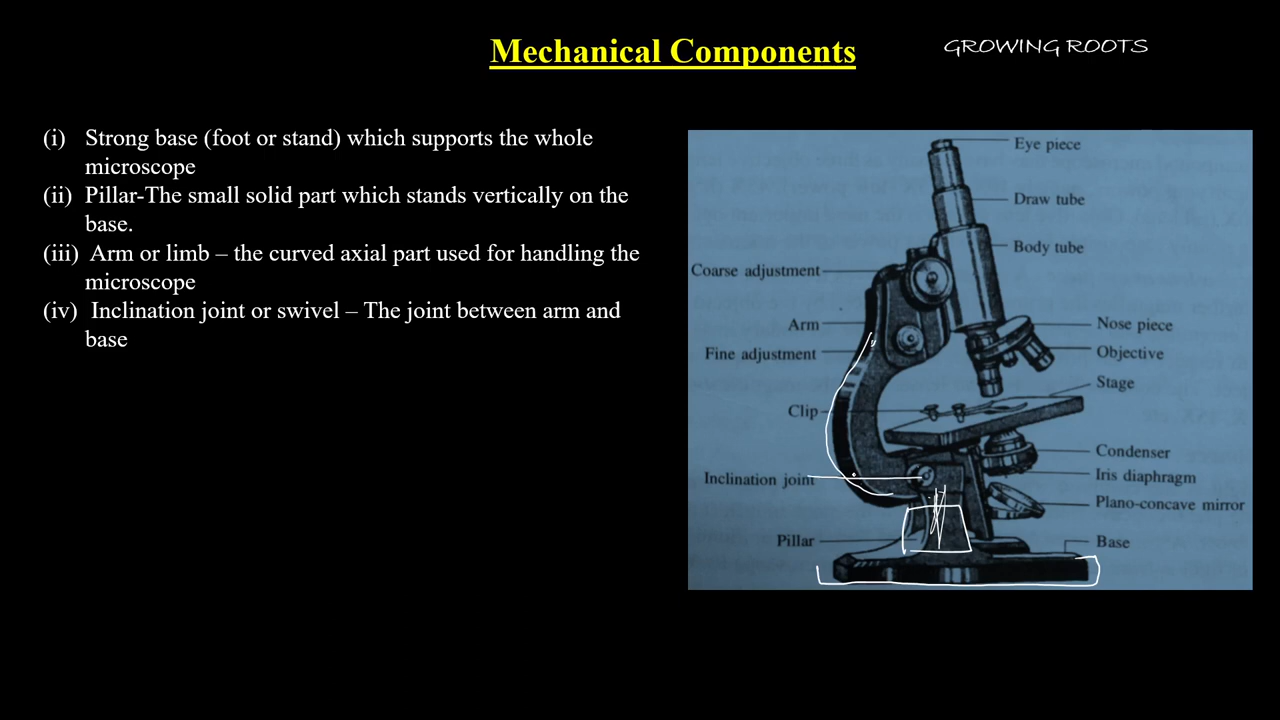 Mechanical Components
GROWING ROOTS
(i) Strong base (foot or stand) which supports the whole
microscope
(ii) Pillar-The small solid part which stands vertically on the
base.
(iii) Arm or limb – the curved axial part used for handling the
microscope
(iv) Inclination joint or swivel – The joint between arm and
base
Eye piece
Draw tube
Body tube
Coarse adjustment
Arm
Nose piece
Fine adjustment
Objective
Stage
Clip
Condenser
Inclination joint
Iris diaphragm
Plano-concave mirror
Pillar
Base